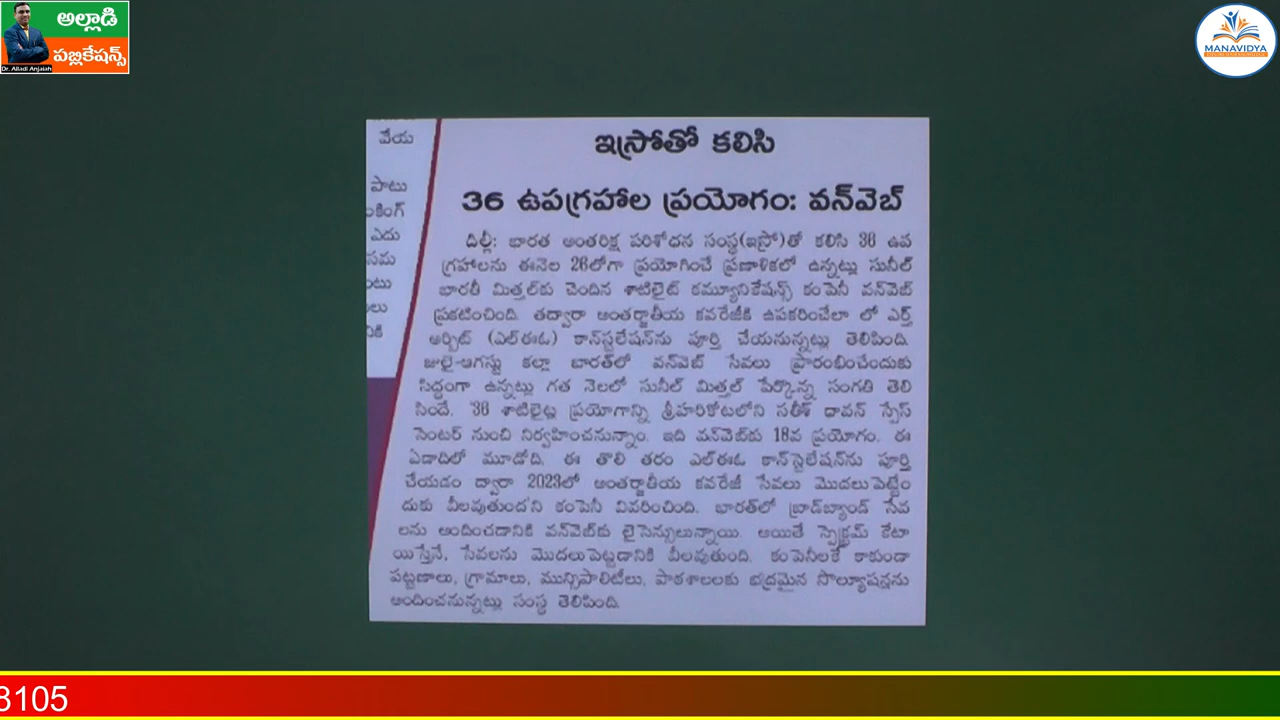 అల్లాడి
పబ్లికేషన్స్
Dr. Alladi Anjaiah
MANAVIDYA
వేయ
పాటు
ంకింగ్
ఎదు
సమ
ంటు
లు
నికి
ఇస్రోతో కలిసి
36 ఉపగ్రహాల ప్రయోగం: వన్‌వెబ్
దిల్లీ: భారత అంతరిక్ష పరిశోధన సంస్థ(ఇస్రో)తో కలిసి 36 ఉప
గ్రహాలను ఈనెల 26లోగా ప్రయోగించే ప్రణాళికలో ఉన్నట్లు సునీల్
భారతీ మిత్తల్‌కు చెందిన శాటిలైట్ కమ్యూనికేషన్స్ కంపెనీ వన్‌వెబ్
ప్రకటించింది. తద్వారా అంతర్జాతీయ కవరేజీకి ఉపకరించేలా లో ఎర్త్
ఆర్బిట్ (ఎల్ఈఓ) కాన్‌స్టలేషన్‌ను పూర్తి చేయనున్నట్లు తెలిపింది.
జులై-ఆగస్టు కల్లా భారత్‌లో వన్‌వెబ్ సేవలు ప్రారంభించేందుకు
సిద్ధంగా ఉన్నట్లు గత నెలలో సునీల్ మిత్తల్ పేర్కొన్న సంగతి తెలి
సిందే. '36 శాటిలైట్ల ప్రయోగాన్ని శ్రీహరికోటలోని సతీశ్ ధావన్ స్పేస్
సెంటర్ నుంచి నిర్వహించనున్నాం. ఇది వన్‌వెబ్‌కు 18వ ప్రయోగం. ఈ
ఏడాదిలో మూడోది. ఈ తొలి తరం ఎల్ఈఓ కాన్‌స్టెలేషన్‌ను పూర్తి
చేయడం ద్వారా 2023లో అంతర్జాతీయ కవరేజీ సేవలు మొదలుపెట్టేం
దుకు వీలవుతుంద'ని కంపెనీ వివరించింది. భారత్‌లో బ్రాడ్‌బ్యాండ్ సేవ
లను అందించడానికి వన్‌వెబ్‌కు లైసెన్సులున్నాయి. అయితే స్పెక్ట్రమ్ కేటా
యిస్తేనే, సేవలను మొదలుపెట్టడానికి వీలవుతుంది. కంపెనీలకే కాకుండా
పట్టణాలు, గ్రామాలు, మున్సిపాలిటీలు, పాఠశాలలకు భద్రమైన సొల్యూషన్లను
అందించనున్నట్లు సంస్థ తెలిపింది.
8105